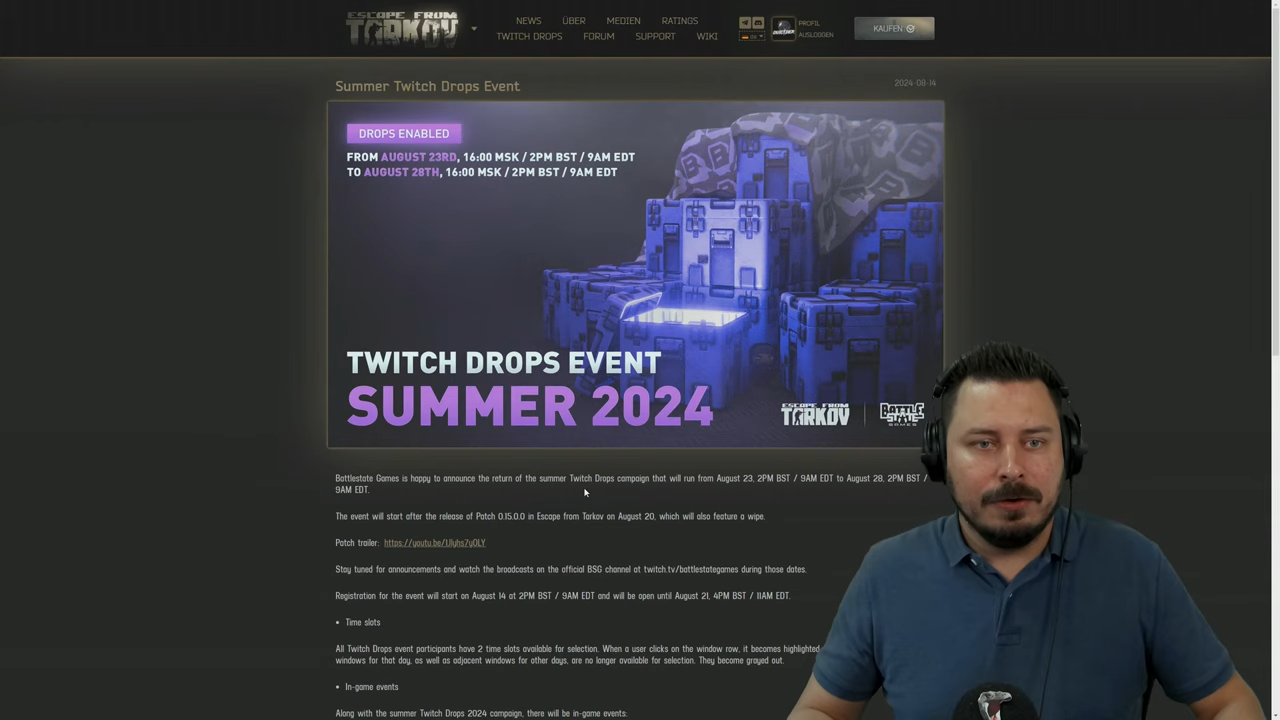 ESCAPE FROM
TARKOV
NEWS ÜBER MEDIEN RATINGS
TWITCH DROPS FORUM SUPPORT WIKI
de
PROFIL
AUSLOGGEN
KAUFEN
Summer Twitch Drops Event
2024-08-14
DROPS ENABLED
FROM AUGUST 23RD, 16:00 MSK / 2PM BST / 9AM EDT
TO AUGUST 28TH, 16:00 MSK / 2PM BST / 9AM EDT
TWITCH DROPS EVENT
SUMMER 2024
ESCAPE FROM
TARKOV
BATTLE
STATE
GAMES
Battlestate Games is happy to announce the return of the summer Twitch Drops campaign that will run from August 23, 2PM BST / 9AM EDT to August 28, 2PM BST /
9AM EDT.
The event will start after the release of Patch 0.15.0.0 in Escape from Tarkov on August 20, which will also feature a wipe.
Patch trailer:
Stay tuned for announcements and watch the broadcasts on the official BSG channel at twitch.tv/battlestategames during those dates.
Registration for the event will start on August 14 at 2PM BST / 9AM EDT and will be open until August 21, 4PM BST / 11AM EDT.
• Time slots
All Twitch Drops event participants have 2 time slots available for selection. When a user clicks on the window row, it becomes highlighted
windows for that day, as well as adjacent windows for other days, are no longer available for selection. They become grayed out.
• In-game events
Along with the summer Twitch Drops 2024 campaign, there will be in-game events: